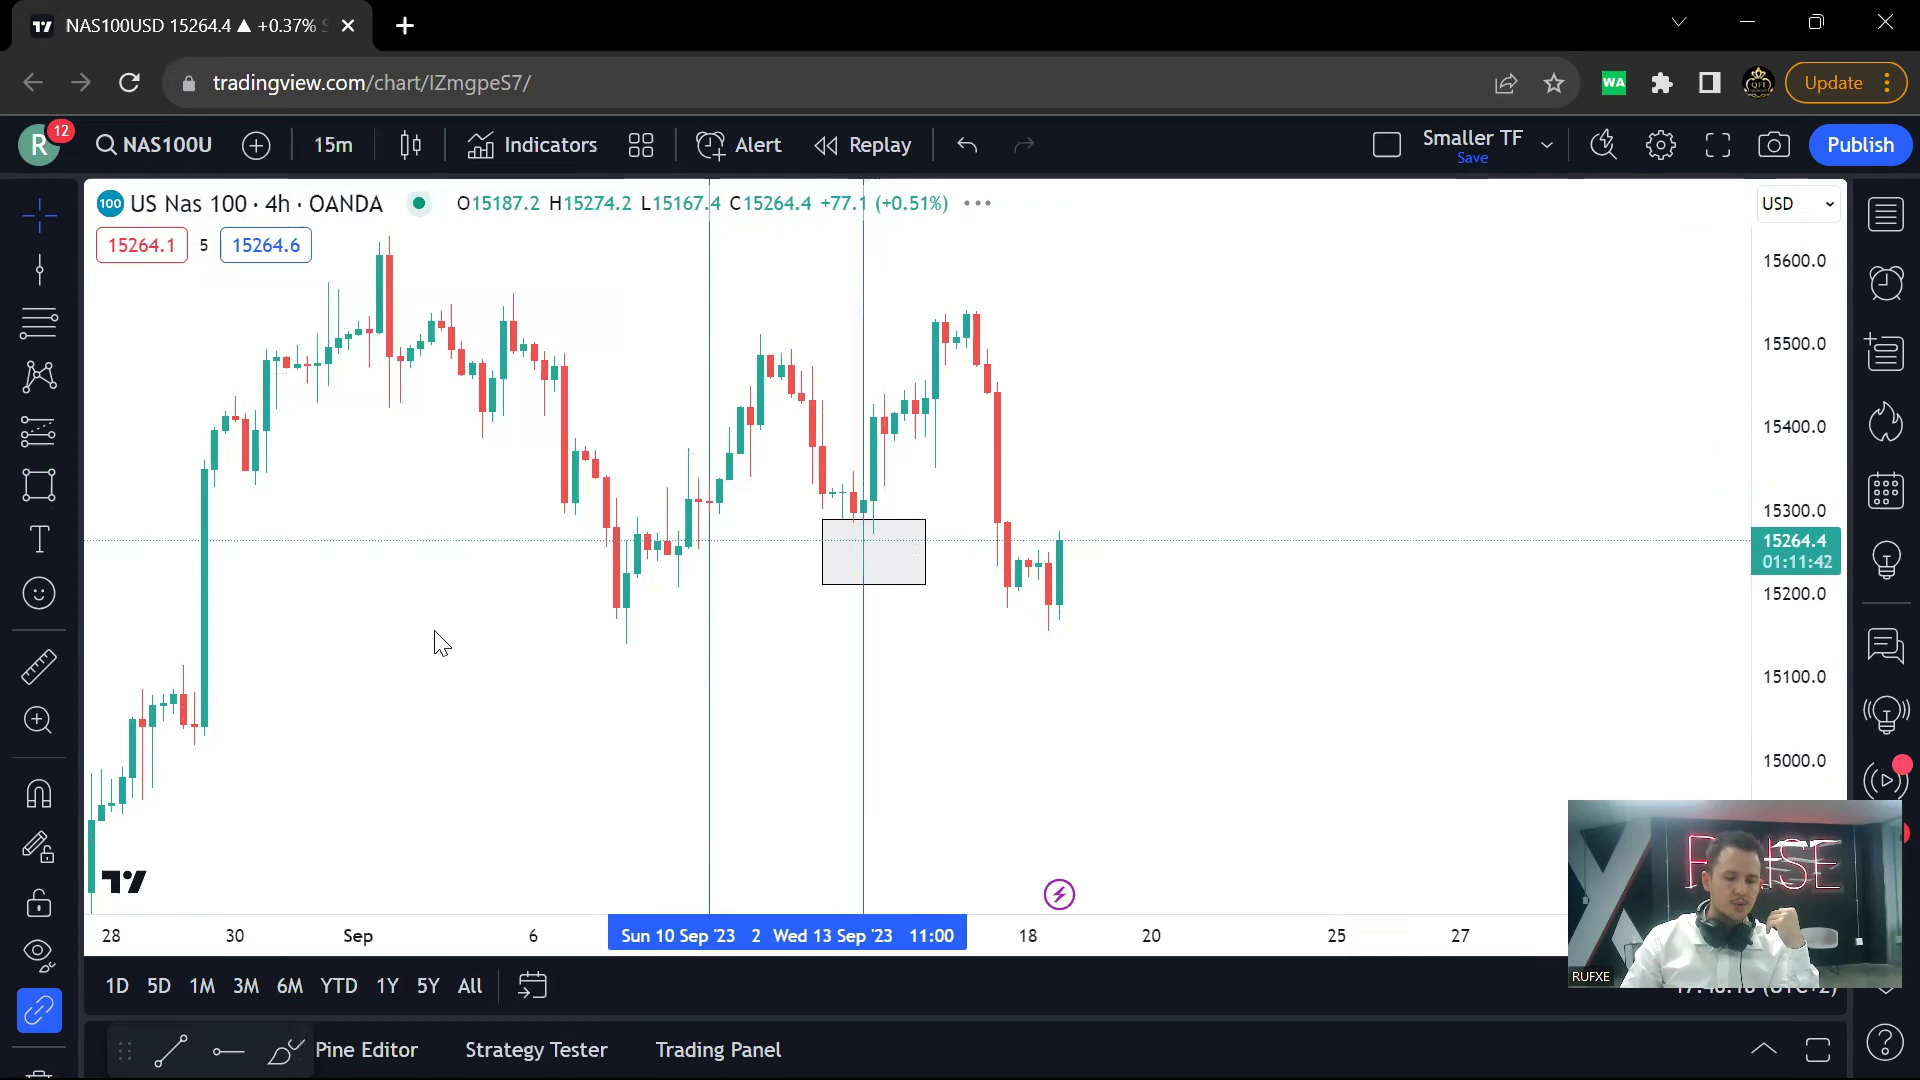 NAS100USD 15264.4 ▲ +0.37%
tradingview.com/chart/IZmgpeS7/
WA
Update
R
12
NAS100U
15m
Indicators
Alert
Replay
Smaller TF
Save
Publish
100 US Nas 100 · 4h · OANDA
O15187.2 H15274.2 L15167.4 C15264.4 +77.1 (+0.51%)
USD
15264.1
5
15264.6
15600.0
15500.0
15400.0
15300.0
15264.4
01:11:42
15200.0
15100.0
15000.0
28
30
Sep
6
Sun 10 Sep '23 2
Wed 13 Sep '23 11:00
18
20
25
27
RUFXE
1D
5D
1M
3M
6M
YTD
1Y
5Y
All
Pine Editor
Strategy Tester
Trading Panel